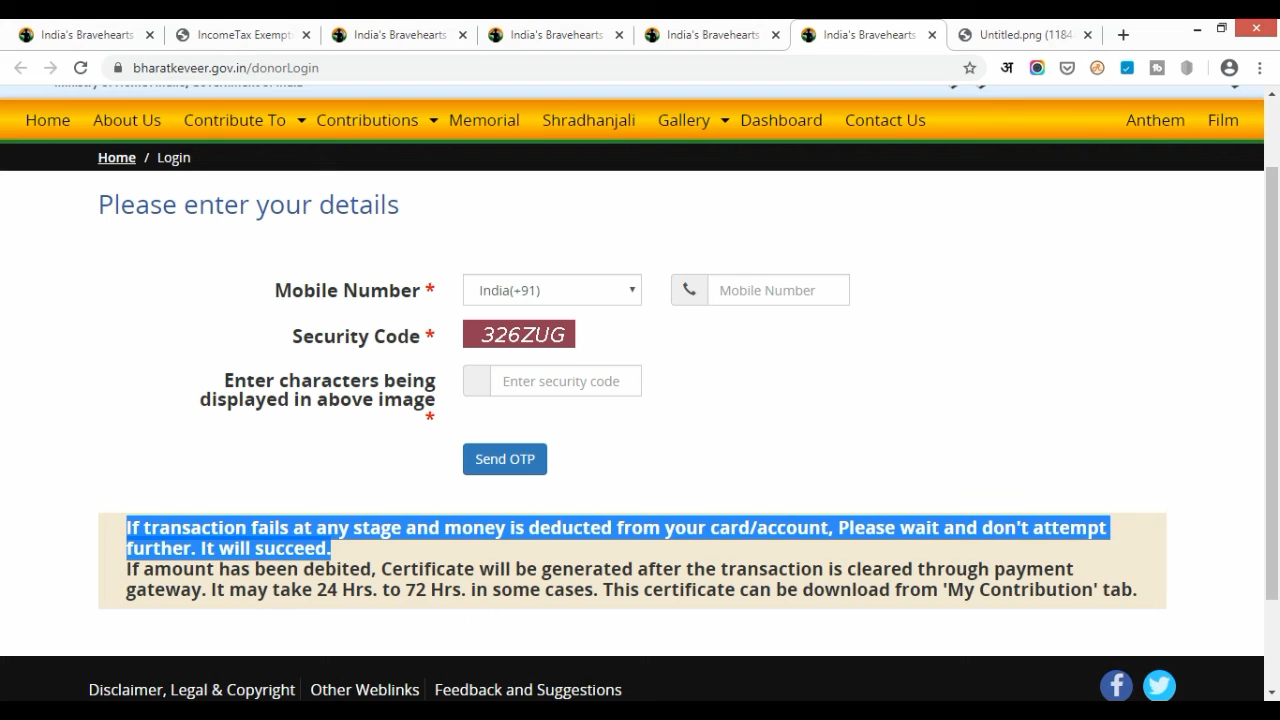 India's Bravehearts
IncomeTax Exempt
India's Bravehearts
India's Bravehearts
India's Bravehearts
India's Bravehearts
Untitled.png (1184
bharatkeveer.gov.in/donorLogin
अ
Home About Us Contribute To Contributions Memorial Shradhanjali Gallery Dashboard Contact Us Anthem Film
Home / Login
Please enter your details
Mobile Number * India(+91) Mobile Number
Security Code * 326ZUG
Enter characters being
displayed in above image
*
Enter security code
Send OTP
If transaction fails at any stage and money is deducted from your card/account, Please wait and don't attempt
further. It will succeed.
If amount has been debited, Certificate will be generated after the transaction is cleared through payment
gateway. It may take 24 Hrs. to 72 Hrs. in some cases. This certificate can be download from 'My Contribution' tab.
Disclaimer, Legal & Copyright Other Weblinks Feedback and Suggestions